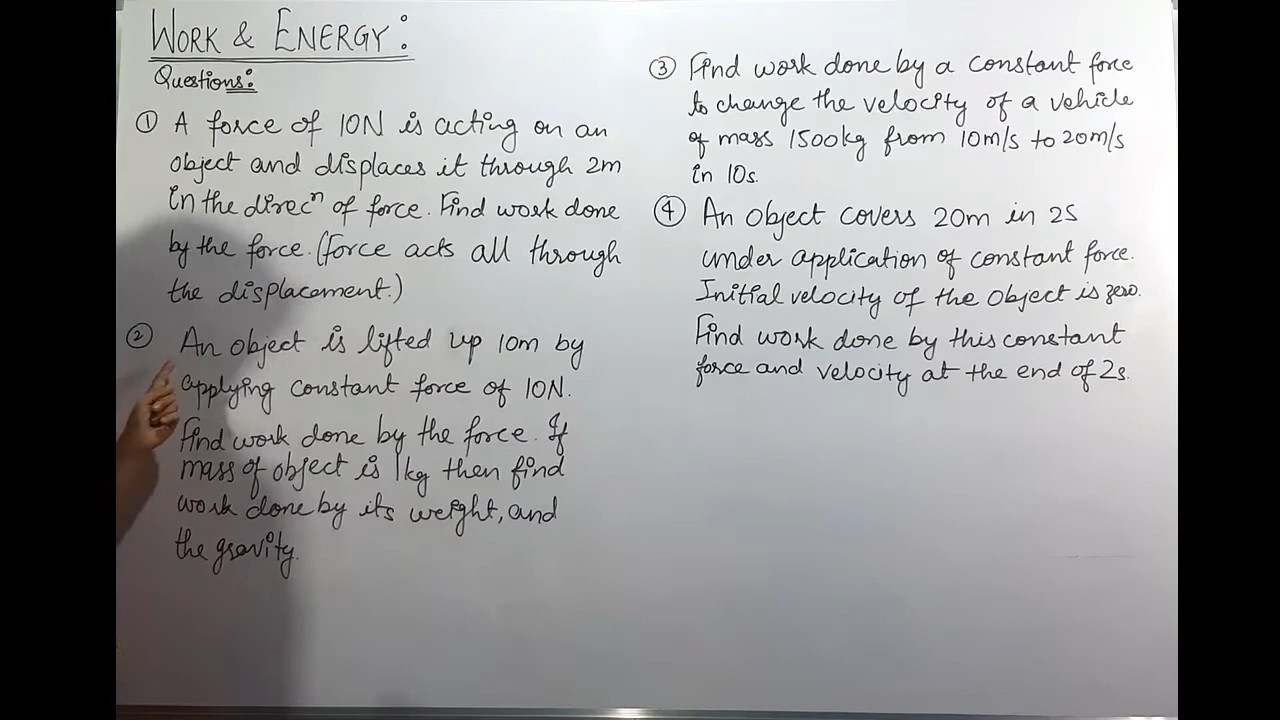 WORK & ENERGY:
Questions:
① A force of 10N is acting on an
object and displaces it through 2m
in the direcⁿ of force. Find work done
by the force. (Force acts all through
the displacement.)
② An object is lifted up 10m by
applying constant force of 10N.
Find work done by the force. If
mass of object is 1kg then find
work done by its weight, and
the gravity.
③ Find work done by a constant force
to change the velocity of a vehicle
of mass 1500kg from 10m/s to 20m/s
in 10s.
④ An object covers 20m in 2s
under application of constant force.
Initial velocity of the object is zero.
Find work done by this constant
force and velocity at the end of 2s.